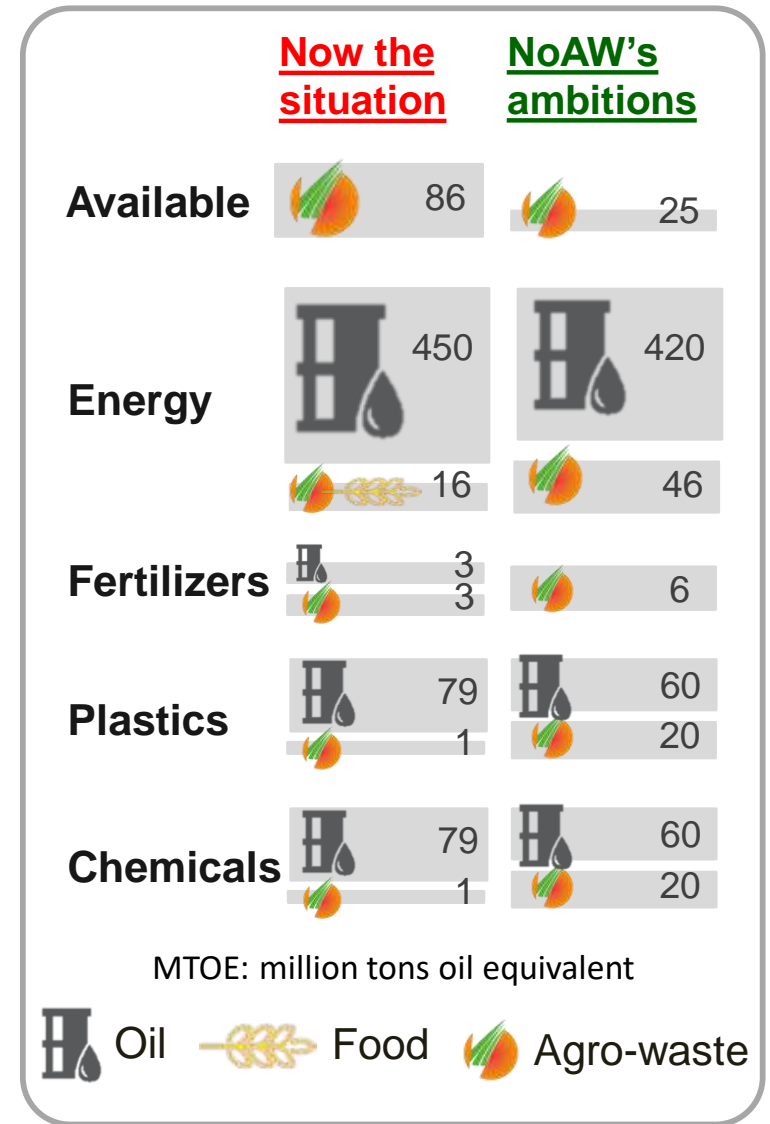 Now the NoAW's
situation ambitions
Available 86 25
450 420
Energy
16 46
3
Fertilizers 6
3
79 60
Plastics
1 20
79 60
Chemicals
1 20
MTOE: million tons oil equivalent
Oil Food Agro-waste